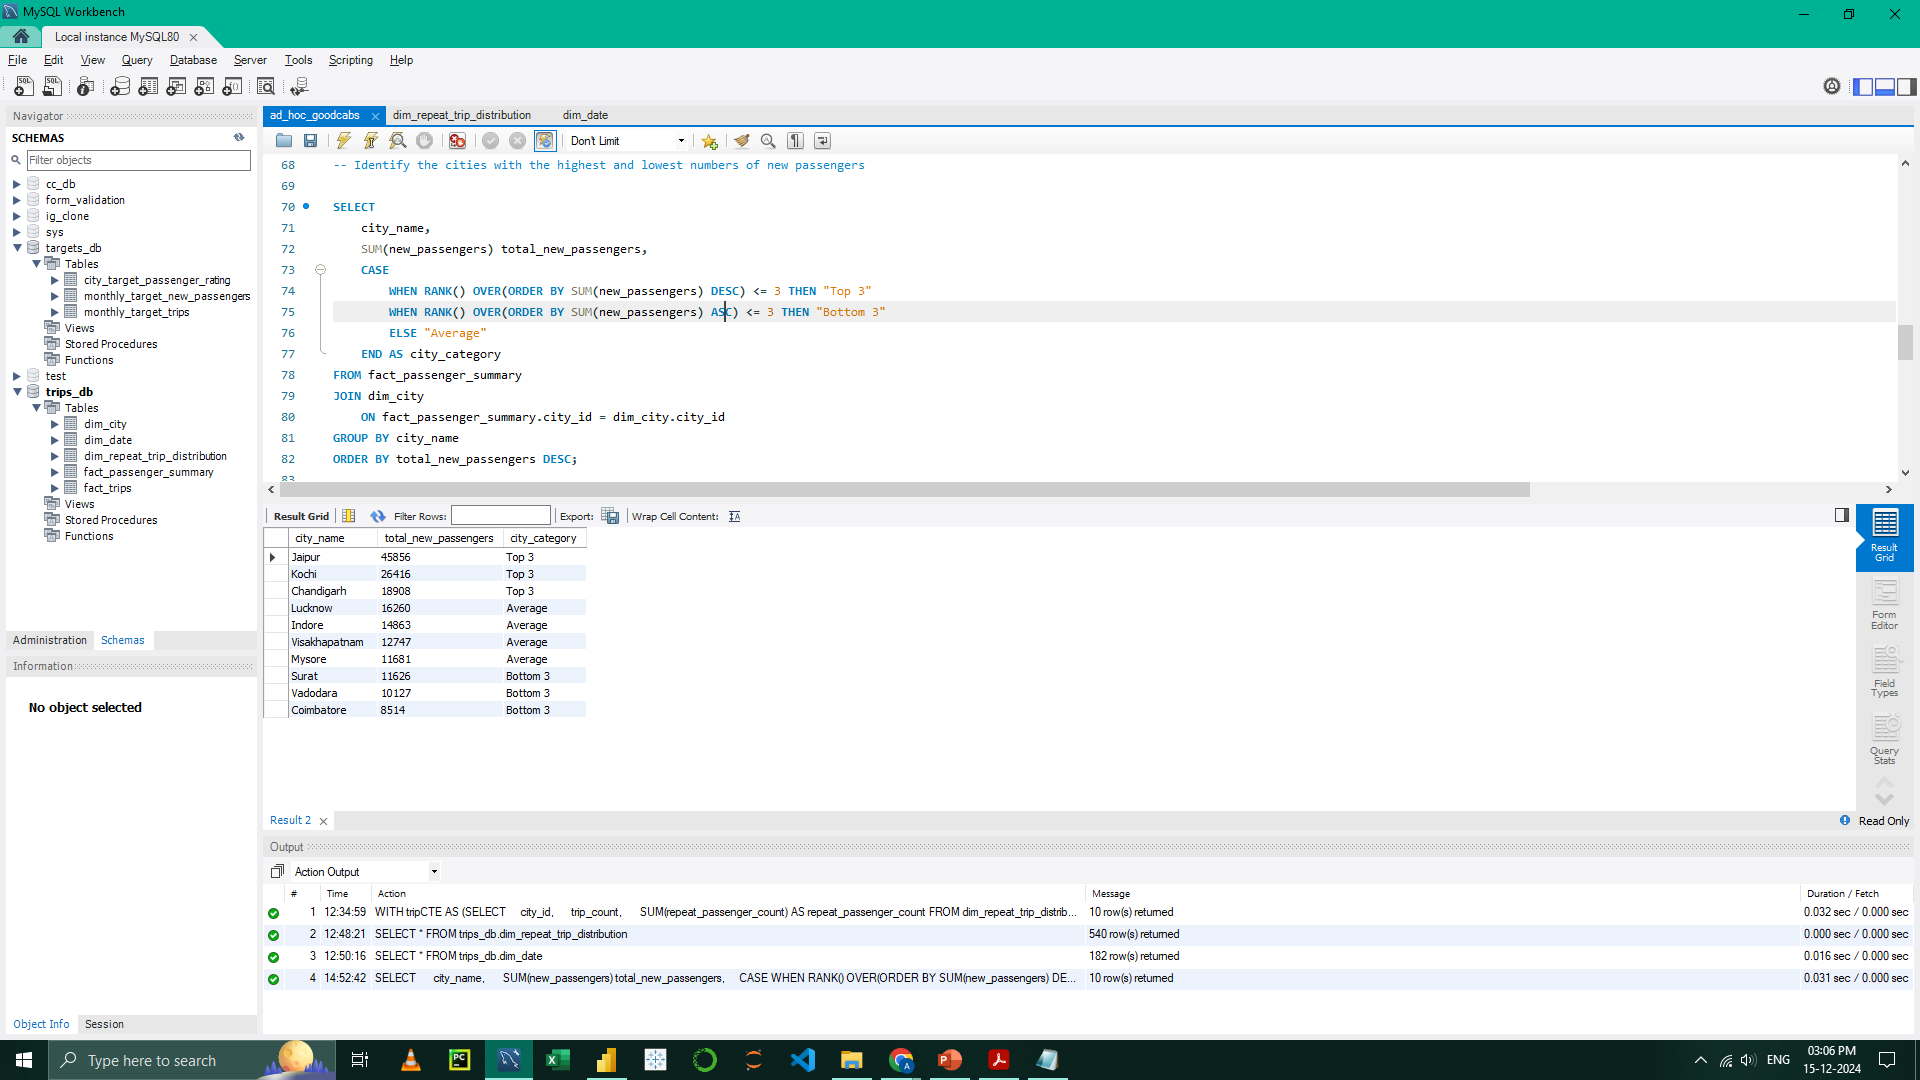 MySQL Workbench
Local instance MySQL80
File Edit View Query Database Server Tools Scripting Help
Navigator
SCHEMAS
Filter objects
cc_db
form_validation
ig_clone
sys
targets_db
Tables
city_target_passenger_rating
monthly_target_new_passengers
monthly_target_trips
Views
Stored Procedures
Functions
test
trips_db
Tables
dim_city
dim_date
dim_repeat_trip_distribution
fact_passenger_summary
fact_trips
Views
Stored Procedures
Functions
Administration Schemas
Information
No object selected
Object Info Session
ad_hoc_goodcabs dim_repeat_trip_distribution dim_date
Don't Limit
68 -- Identify the cities with the highest and lowest numbers of new passengers
69
70 SELECT
71 city_name,
72 SUM(new_passengers) total_new_passengers,
73 CASE
74 WHEN RANK() OVER(ORDER BY SUM(new_passengers) DESC) <= 3 THEN "Top 3"
75 WHEN RANK() OVER(ORDER BY SUM(new_passengers) ASC) <= 3 THEN "Bottom 3"
76 ELSE "Average"
77 END AS city_category
78 FROM fact_passenger_summary
79 JOIN dim_city
80 ON fact_passenger_summary.city_id = dim_city.city_id
81 GROUP BY city_name
82 ORDER BY total_new_passengers DESC;
83
Result Grid Filter Rows: Export: Wrap Cell Content:
city_name total_new_passengers city_category
Jaipur 45856 Top 3
Kochi 26416 Top 3
Chandigarh 18908 Top 3
Lucknow 16260 Average
Indore 14863 Average
Visakhapatnam 12747 Average
Mysore 11681 Average
Surat 11626 Bottom 3
Vadodara 10127 Bottom 3
Coimbatore 8514 Bottom 3
Result Grid
Form Editor
Field Types
Query Stats
Result 2
Read Only
Output
Action Output
# Time Action Message Duration / Fetch
1 12:34:59 WITH tripCTE AS (SELECT city_id, trip_count, SUM(repeat_passenger_count) AS repeat_passenger_count FROM dim_repeat_trip_distrib... 10 row(s) returned 0.032 sec / 0.000 sec
2 12:48:21 SELECT * FROM trips_db.dim_repeat_trip_distribution 540 row(s) returned 0.000 sec / 0.000 sec
3 12:50:16 SELECT * FROM trips_db.dim_date 182 row(s) returned 0.016 sec / 0.000 sec
4 14:52:42 SELECT city_name, SUM(new_passengers) total_new_passengers, CASE WHEN RANK() OVER(ORDER BY SUM(new_passengers) DE... 10 row(s) returned 0.031 sec / 0.000 sec
Type here to search
ENG
03:06 PM
15-12-2024